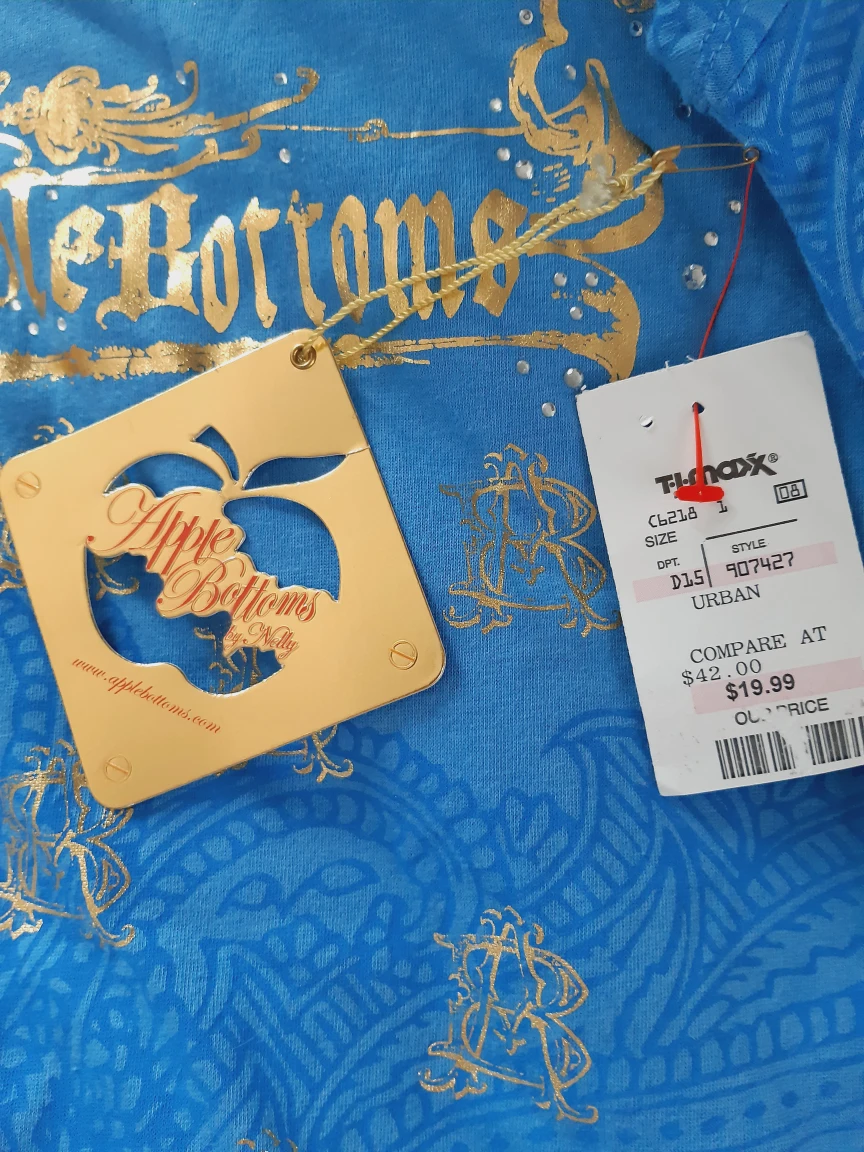 leBottoms
Apple
Bottoms
by Nelly
www.applebottoms.com
T·J·maxx®
C6218 1 08
SIZE
DPT. STYLE
D15 907427
URBAN
COMPARE AT
$42.00
$19.99
OUR PRICE